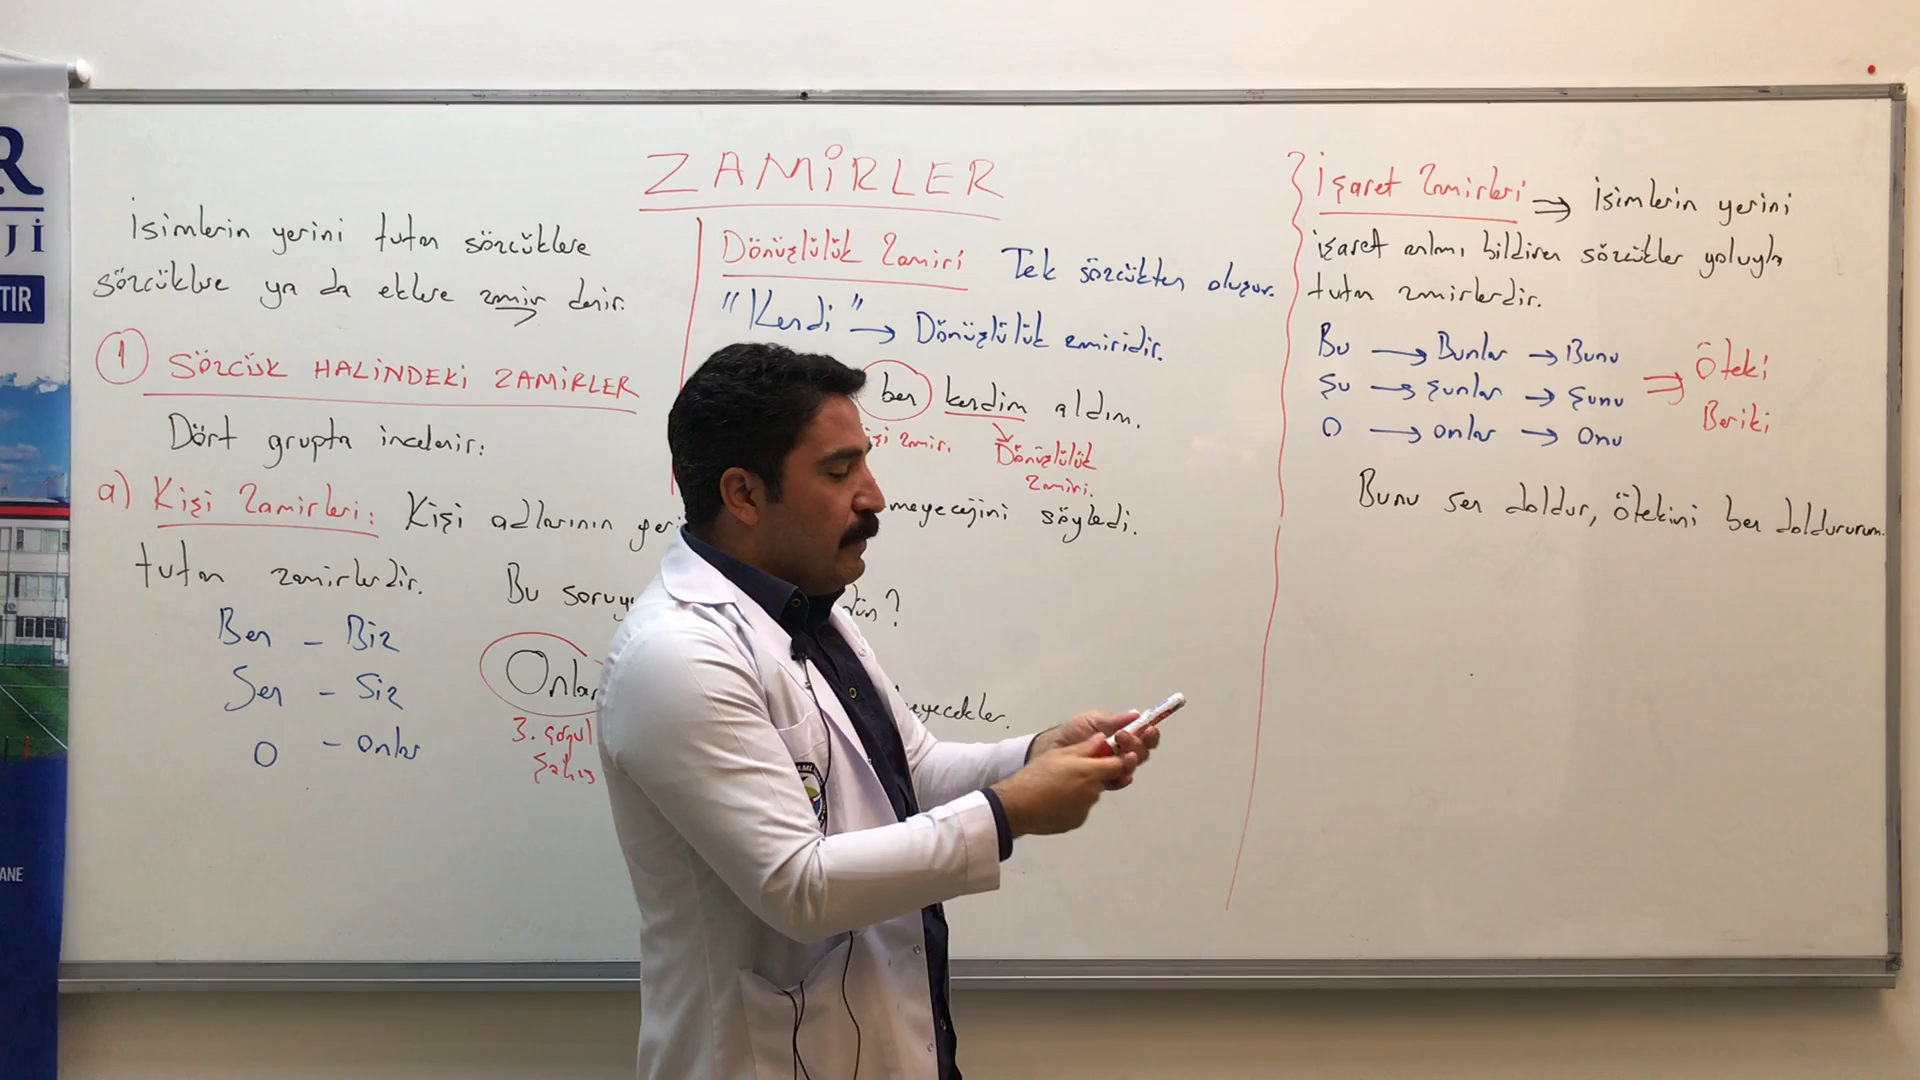 ZAMİRLER
İsimlerin yerini tutan sözcüklere
sözcüklere ya da eklere zamir denir.
1 SÖZCÜK HALİNDEKİ ZAMİRLER
Dört grupta incelenir:
a) Kişi Zamirleri: Kişi adlarının
tutan zamirlerdir.
Ben - Biz
Sen - Siz
O - Onlar
Bu
Onlar
3. çoğul
Şahıs
Dönüşlülük Zamiri Tek sözcükten oluşur.
"Kendi" → Dönüşlülük zamiridir.
ben kendim aldım.
zamir.
Dönüşlülük
zamiri.
söyledi.
İşaret Zamirleri ⇒ İsimlerin yerini
işaret anlamı bildiren sözcükler yoluyla
tutan zamirlerdir.
Bu → Bunlar → Bunu
Şu → Şunlar → Şunu
O → Onlar → Onu
⇒ Öteki
Beriki
Bunu sen doldur, ötekini ben doldururum.
R
Jİ
TIR
ANE